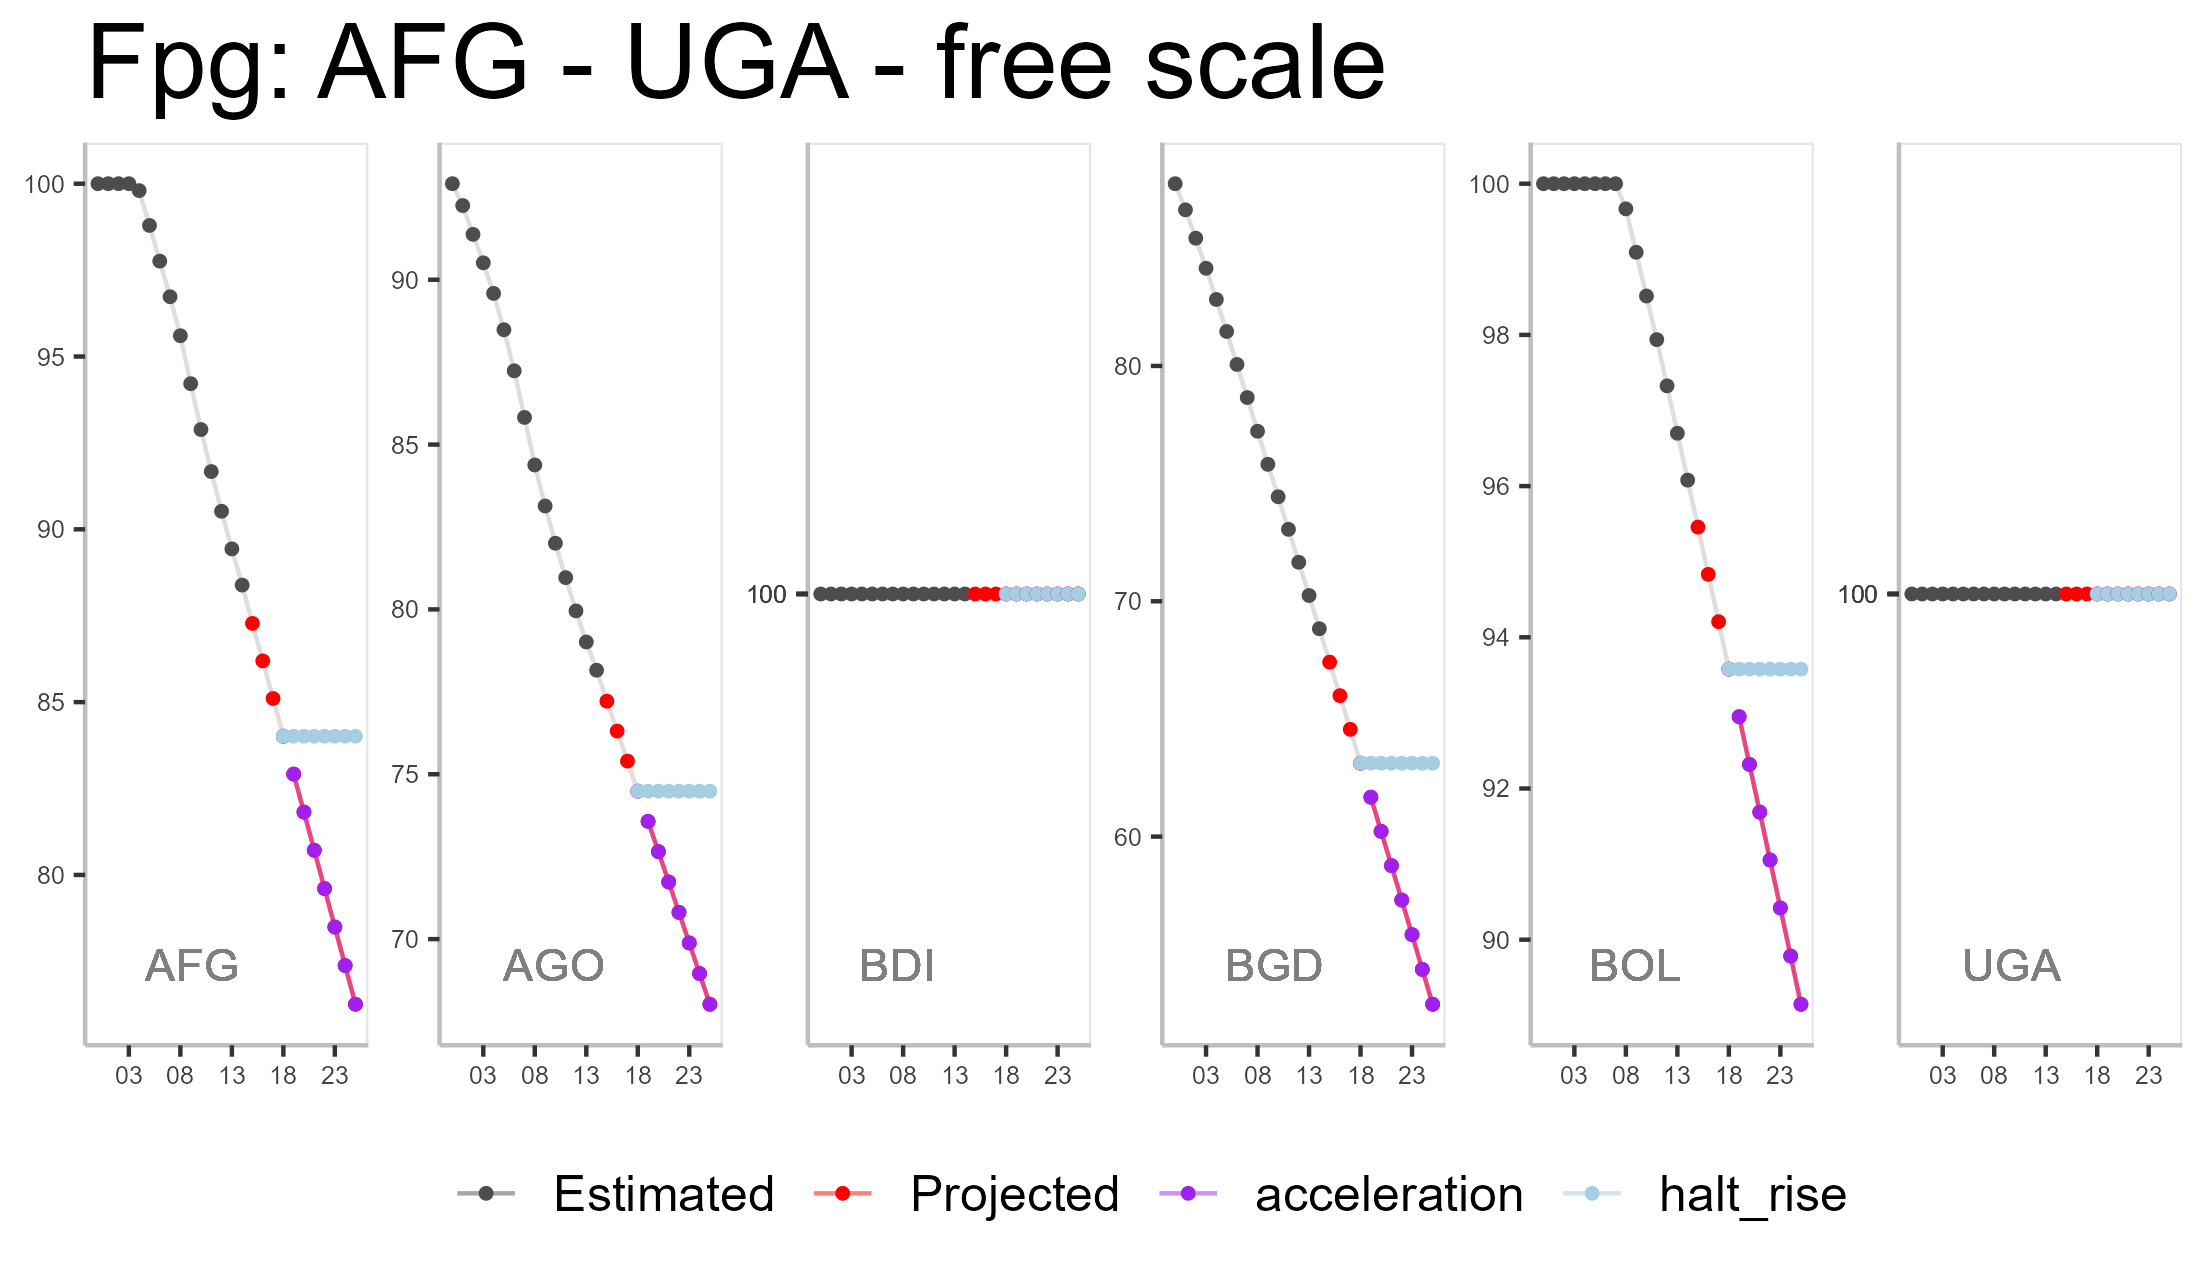 Fpg: AFG - UGA - free scale
100
95
90
85
80
AFG
03 08 13 18 23
90
85
80
75
70
AGO
03 08 13 18 23
100
BDI
03 08 13 18 23
80
70
60
BGD
03 08 13 18 23
100
98
96
94
92
90
BOL
03 08 13 18 23
100
UGA
03 08 13 18 23
Estimated Projected acceleration halt_rise